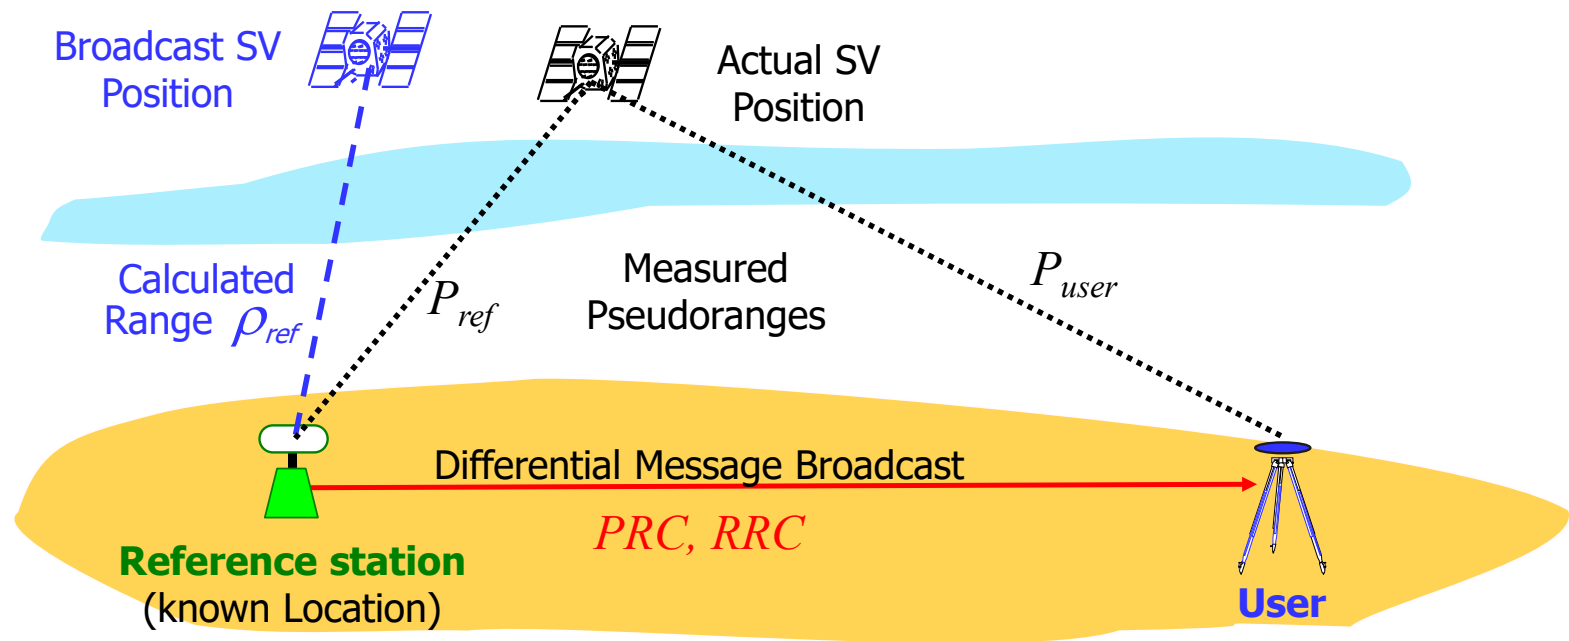 Broadcast SV
Position
Actual SV
Position
Calculated
Range ρref
Pref
Measured
Pseudoranges
Puser
Differential Message Broadcast
PRC, RRC
Reference station
(known Location)
User